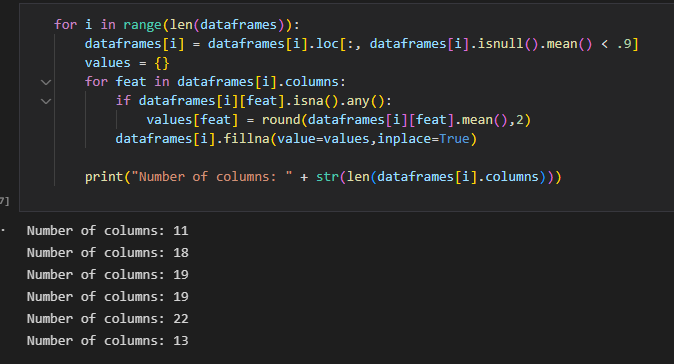 for i in range(len(dataframes)):
    dataframes[i] = dataframes[i].loc[:, dataframes[i].isnull().mean() < .9]
    values = {}
    for feat in dataframes[i].columns:
        if dataframes[i][feat].isna().any():
            values[feat] = round(dataframes[i][feat].mean(),2)
        dataframes[i].fillna(value=values,inplace=True)
    print("Number of columns: " + str(len(dataframes[i].columns)))
7]
Number of columns: 11
Number of columns: 18
Number of columns: 19
Number of columns: 19
Number of columns: 22
Number of columns: 13